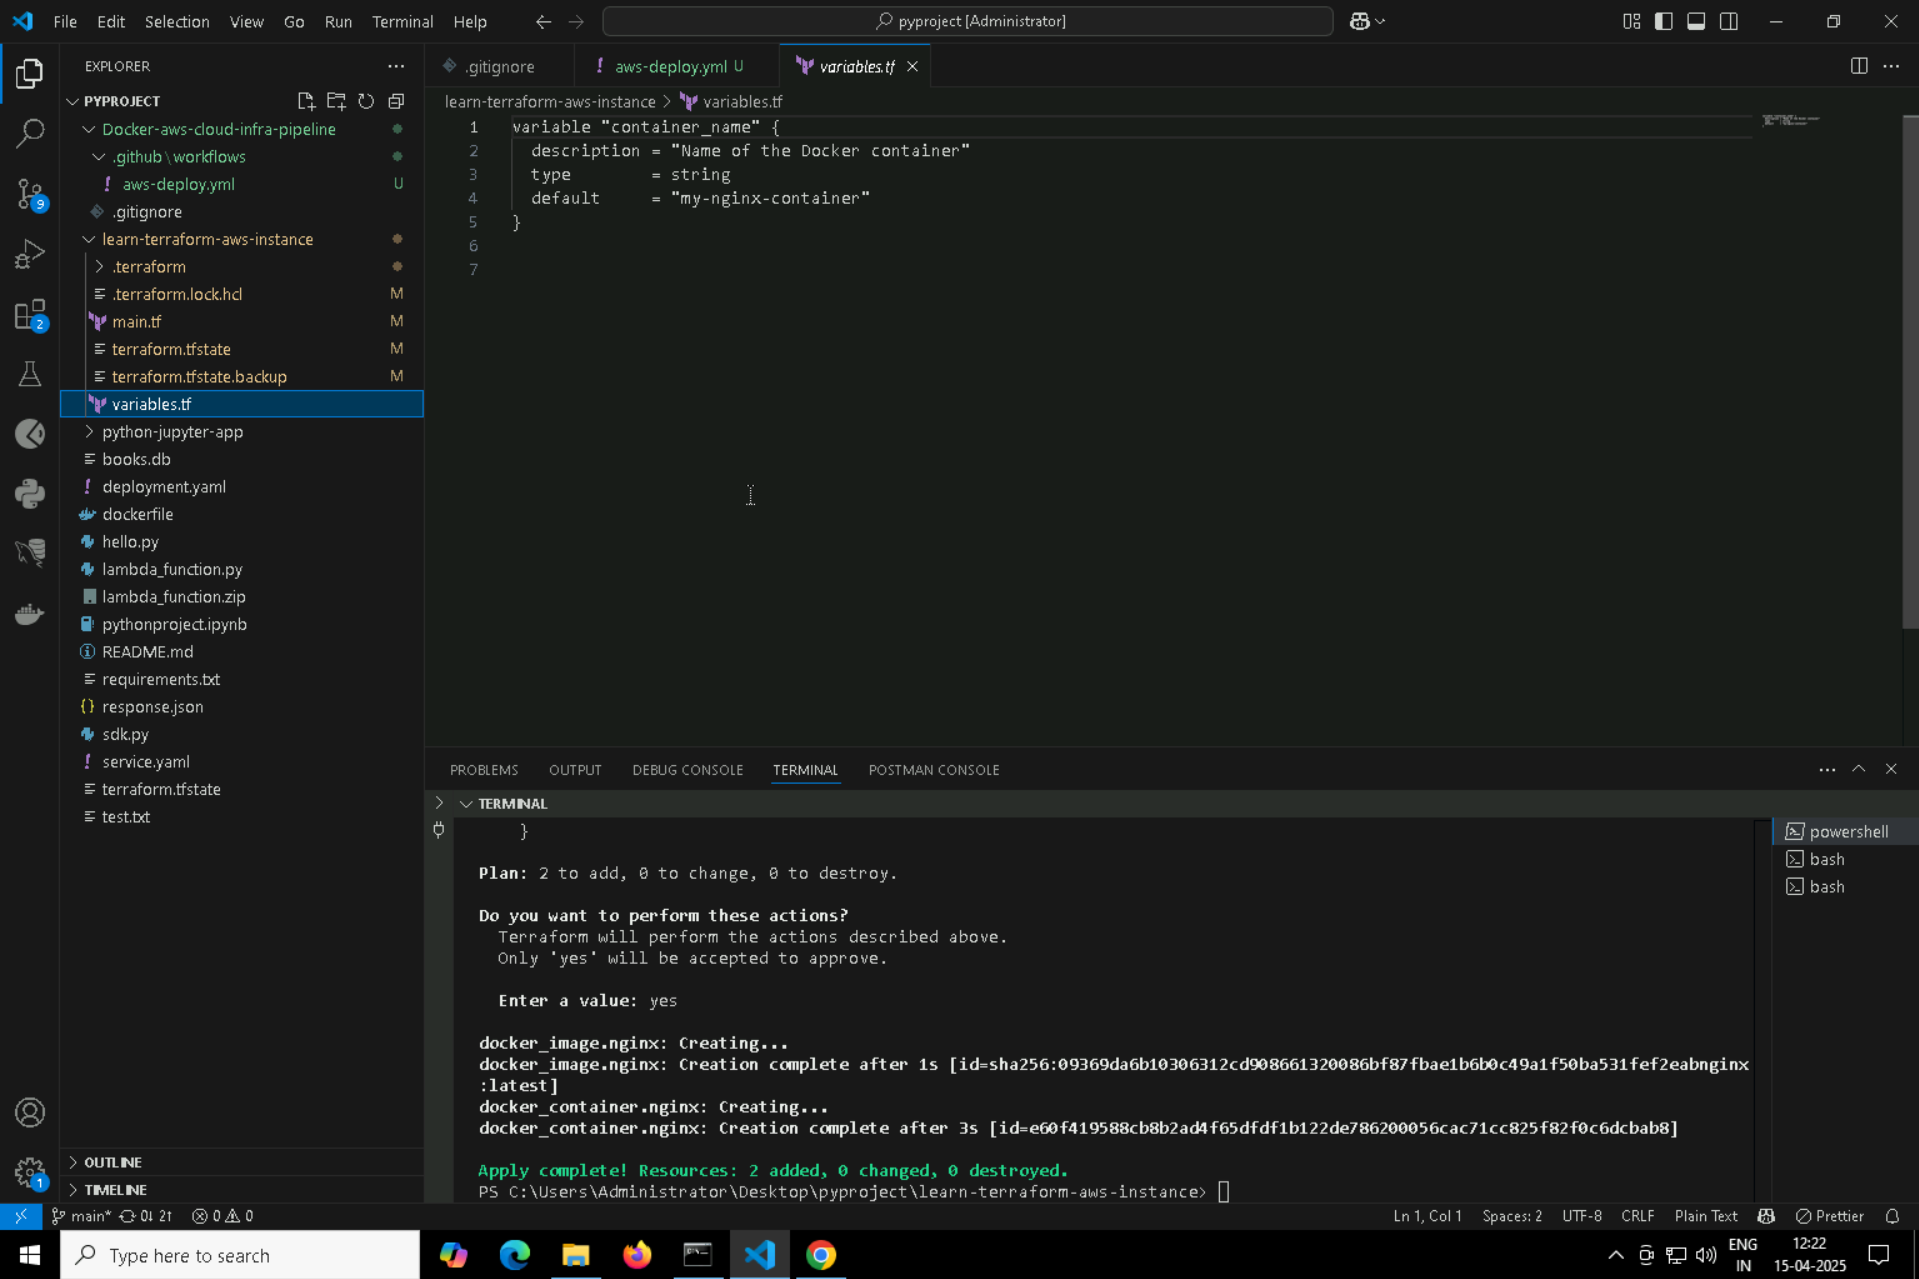 File Edit Selection View Go Run Terminal Help
pyproject [Administrator]
EXPLORER
PYPROJECT
Docker-aws-cloud-infra-pipeline
.github\workflows
aws-deploy.yml U
.gitignore
learn-terraform-aws-instance
.terraform
.terraform.lock.hcl M
main.tf M
terraform.tfstate M
terraform.tfstate.backup M
variables.tf
python-jupyter-app
books.db
deployment.yaml
dockerfile
hello.py
lambda_function.py
lambda_function.zip
pythonproject.ipynb
README.md
requirements.txt
response.json
sdk.py
service.yaml
terraform.tfstate
test.txt
OUTLINE
TIMELINE
9
2
1
.gitignore
aws-deploy.yml U
variables.tf
learn-terraform-aws-instance > variables.tf
1 variable "container_name" {
2 description = "Name of the Docker container"
3 type = string
4 default = "my-nginx-container"
5 }
6
7
PROBLEMS OUTPUT DEBUG CONSOLE TERMINAL POSTMAN CONSOLE
TERMINAL
}
Plan: 2 to add, 0 to change, 0 to destroy.
Do you want to perform these actions?
Terraform will perform the actions described above.
Only 'yes' will be accepted to approve.
Enter a value: yes
docker_image.nginx: Creating...
docker_image.nginx: Creation complete after 1s [id=sha256:09369da6b10306312cd908661320086bf87fbae1b6b0c49a1f50ba531fef2eabnginx
:latest]
docker_container.nginx: Creating...
docker_container.nginx: Creation complete after 3s [id=e60f419588cb8b2ad4f65dfdf1b122de786200056cac71cc825f82f0c6dcbab8]
Apply complete! Resources: 2 added, 0 changed, 0 destroyed.
PS C:\Users\Administrator\Desktop\pyproject\learn-terraform-aws-instance>
powershell
bash
bash
main* 0↓ 2↑ 0 0
Ln 1, Col 1 Spaces: 2 UTF-8 CRLF Plain Text Prettier
Type here to search
ENG
IN
12:22
15-04-2025